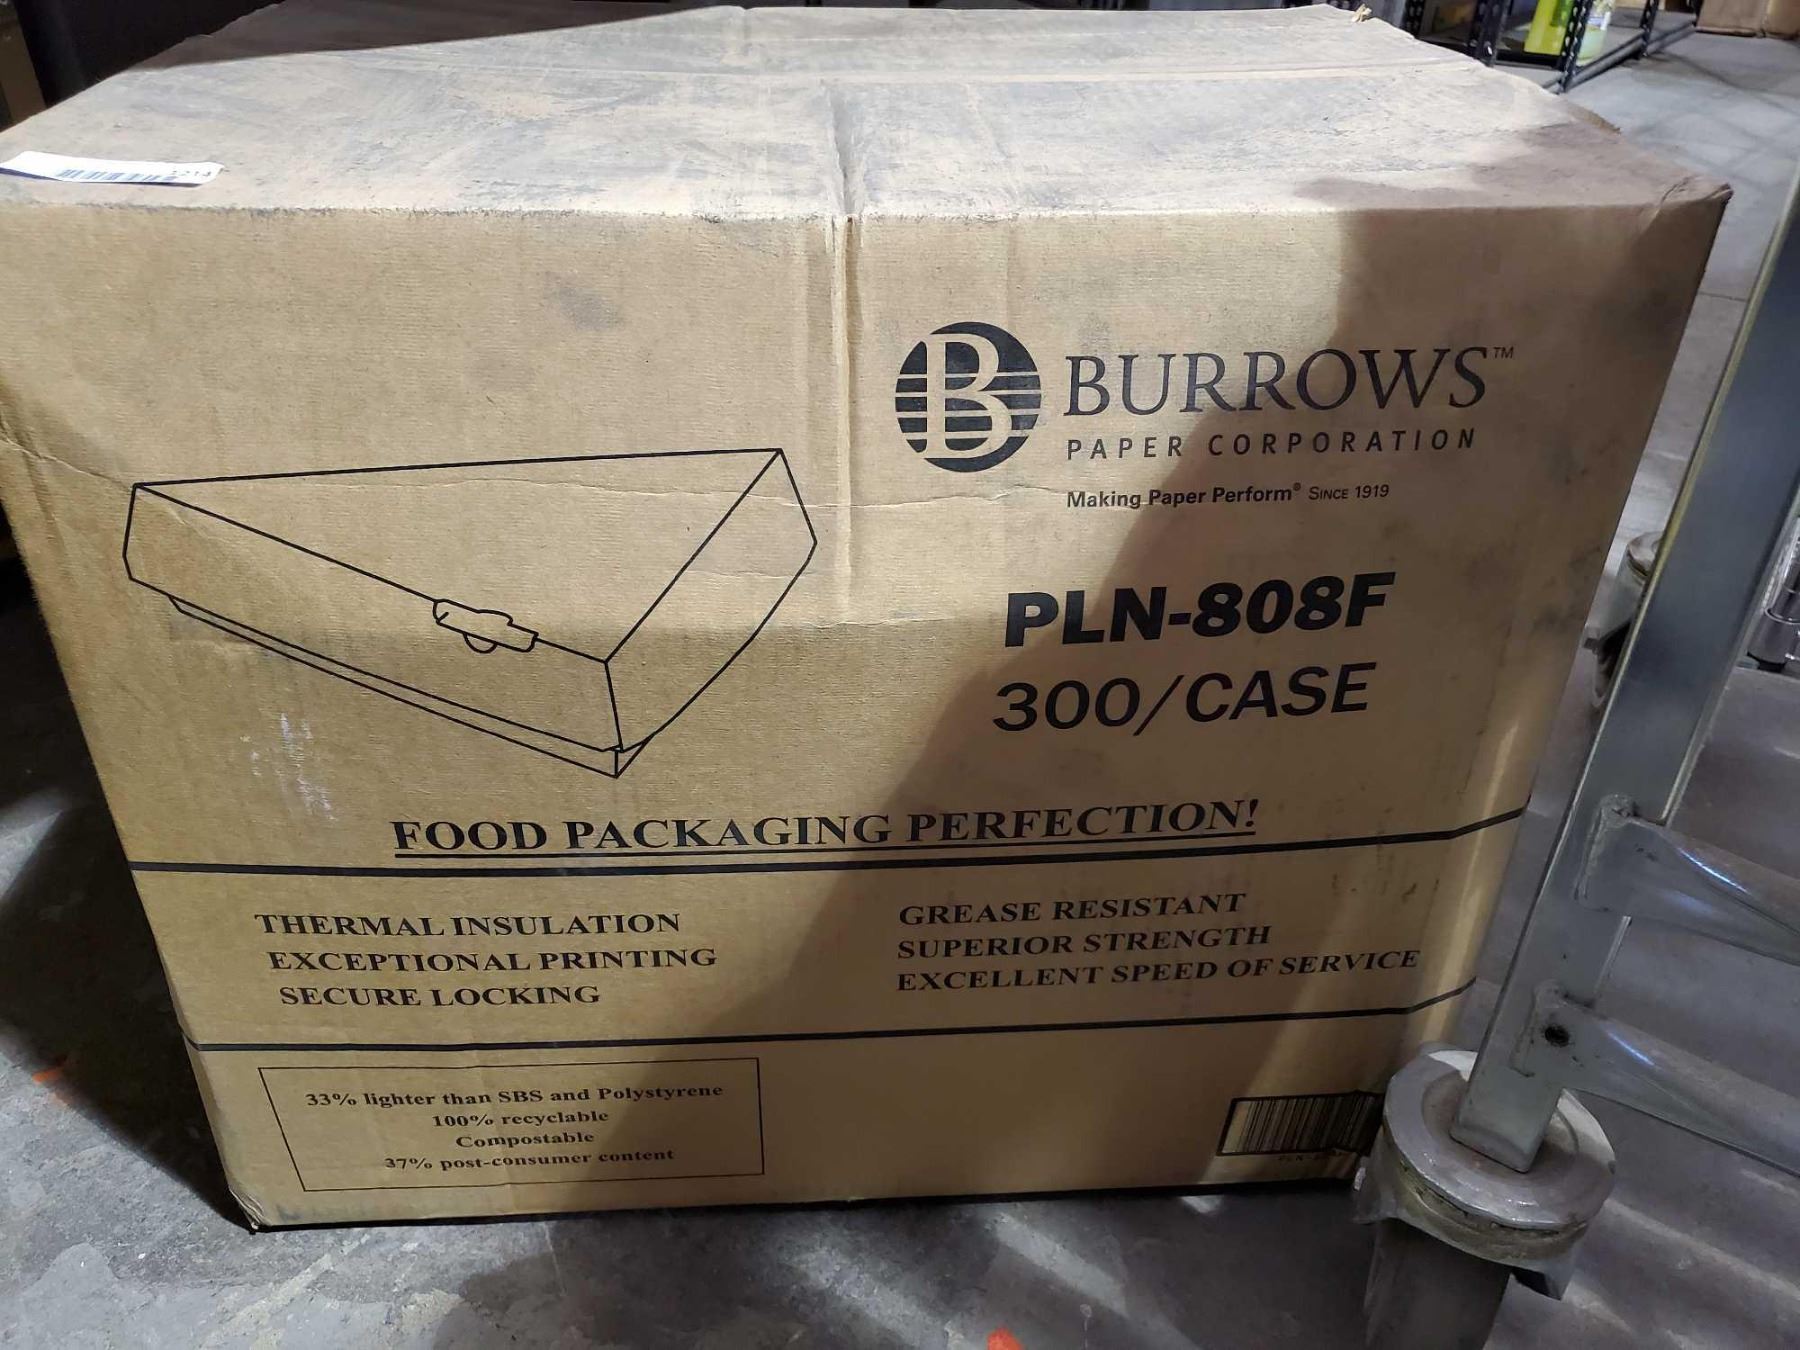 B
BURROWS™
PAPER CORPORATION
Making Paper Perform® SINCE 1919
PLN-808F
300/CASE
FOOD PACKAGING PERFECTION!
THERMAL INSULATION
EXCEPTIONAL PRINTING
SECURE LOCKING
GREASE RESISTANT
SUPERIOR STRENGTH
EXCELLENT SPEED OF SERVICE
33% lighter than SBS and Polystyrene
100% recyclable
Compostable
37% post-consumer content